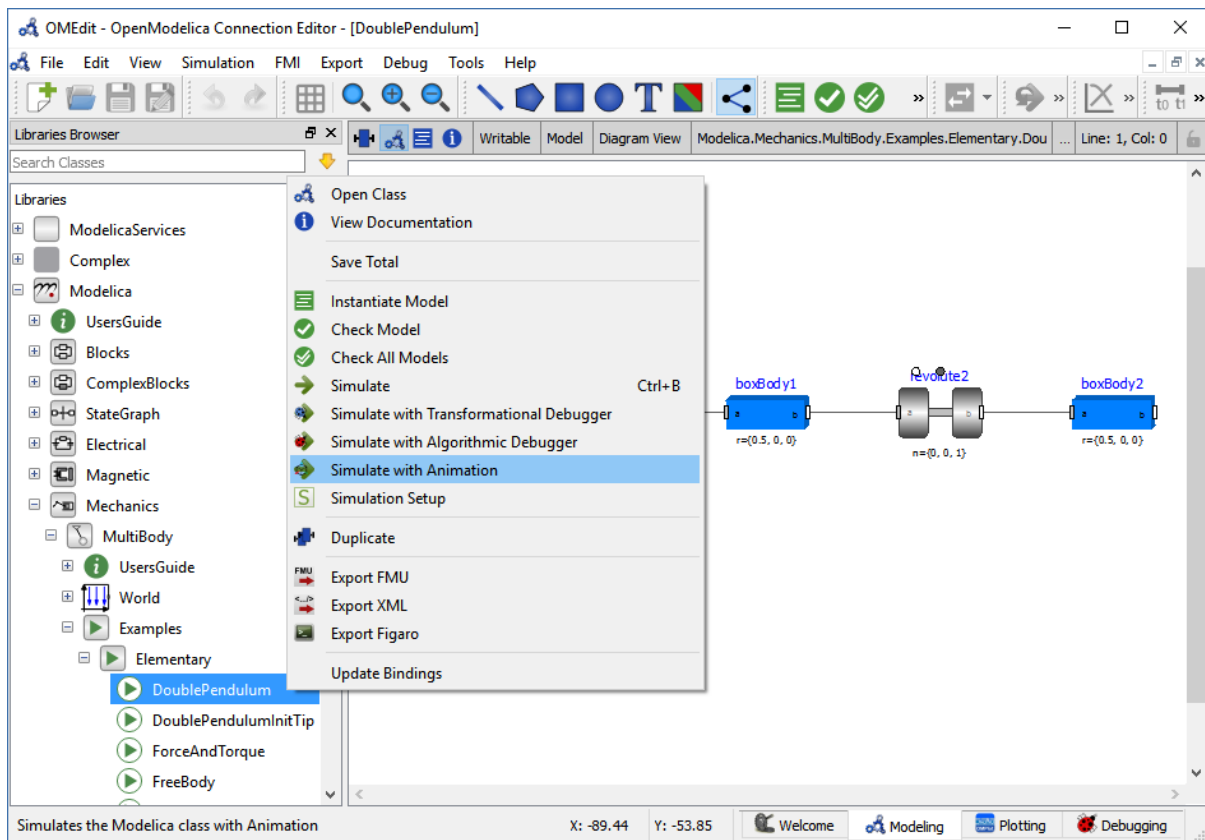 OMEdit - OpenModelica Connection Editor - [DoublePendulum]
File Edit View Simulation FMI Export Debug Tools Help
T » » » t0 t1 »
Libraries Browser
Writable Model Diagram View Modelica.Mechanics.MultiBody.Examples.Elementary.Dou ... Line: 1, Col: 0
Search Classes
Libraries
ModelicaServices
Complex
Modelica
UsersGuide
Blocks
ComplexBlocks
StateGraph
Electrical
Magnetic
Mechanics
MultiBody
UsersGuide
World
Examples
Elementary
DoublePendulum
DoublePendulumInitTip
ForceAndTorque
FreeBody
Open Class
View Documentation
Save Total
Instantiate Model
Check Model
Check All Models
Simulate Ctrl+B
Simulate with Transformational Debugger
Simulate with Algorithmic Debugger
Simulate with Animation
S Simulation Setup
Duplicate
FMU Export FMU
Export XML
Export Figaro
Update Bindings
boxBody1 revolute2 boxBody2
a b a b a b
r={0.5, 0, 0} n={0, 0, 1} r={0.5, 0, 0}
Simulates the Modelica class with Animation X: -89.44 Y: -53.85 Welcome Modeling Plotting Debugging